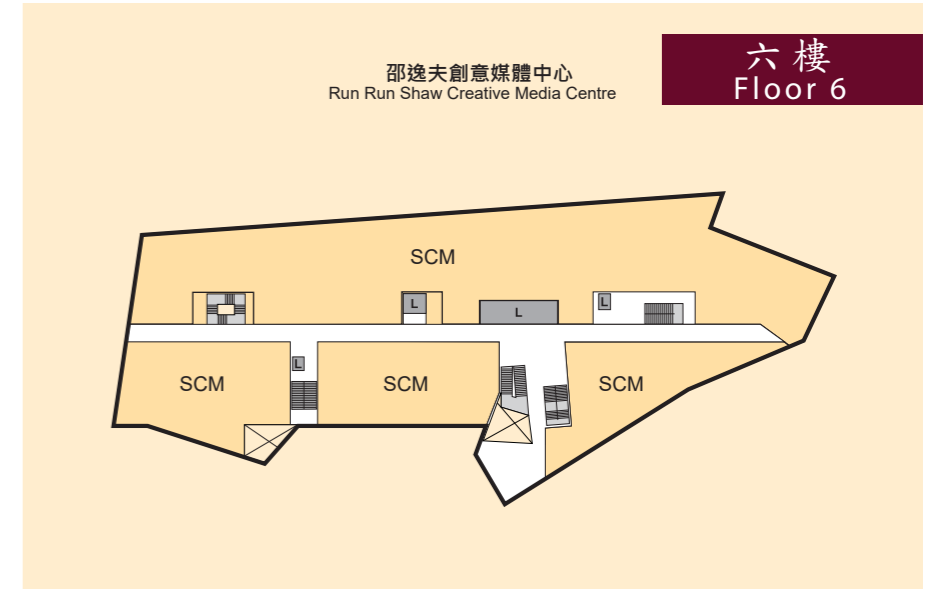 六樓
Floor 6
邵逸夫創意媒體中心
Run Run Shaw Creative Media Centre
SCM
L
L
L
L
SCM
SCM
SCM